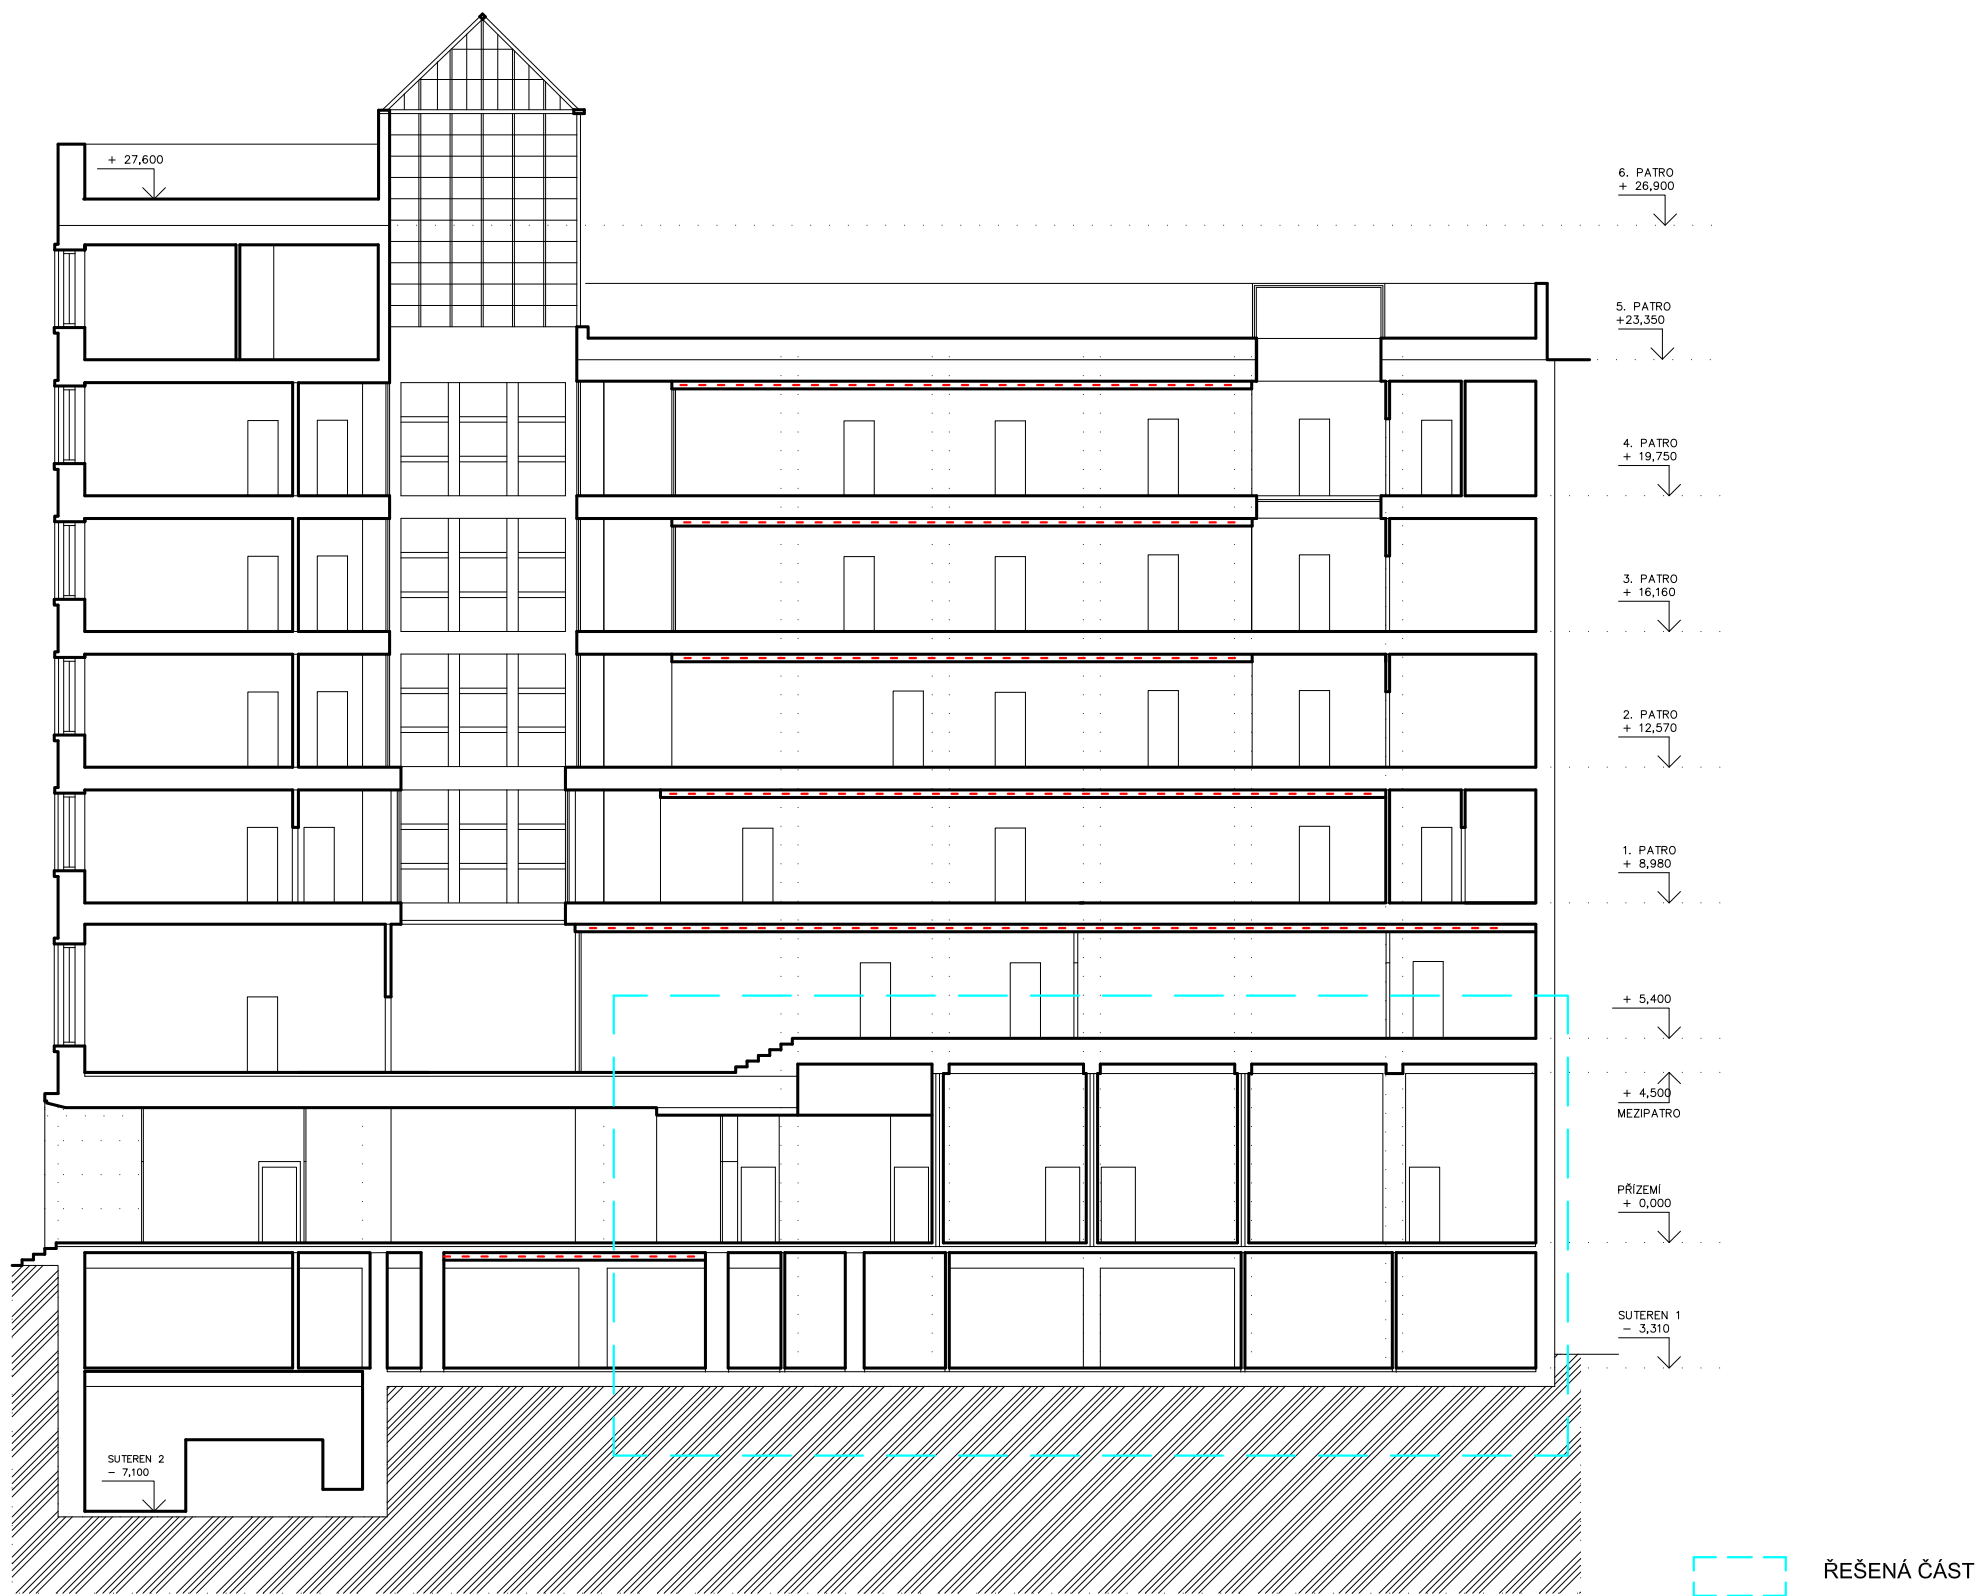 + 27,600
6. PATRO
+ 26,900
5. PATRO
+23,350
4. PATRO
+ 19,750
3. PATRO
+ 16,160
2. PATRO
+ 12,570
1. PATRO
+ 8,980
+ 5,400
+ 4,500
MEZIPATRO
PŘÍZEMÍ
+ 0,000
SUTEREN 1
- 3,310
SUTEREN 2
- 7,100
ŘEŠENÁ ČÁST